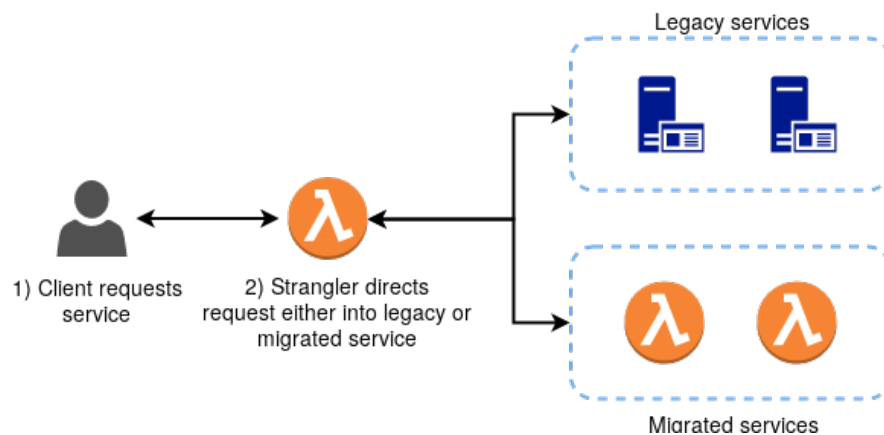 Legacy services
1) Client requests
service
2) Strangler directs
request either into legacy or
migrated service
Migrated services